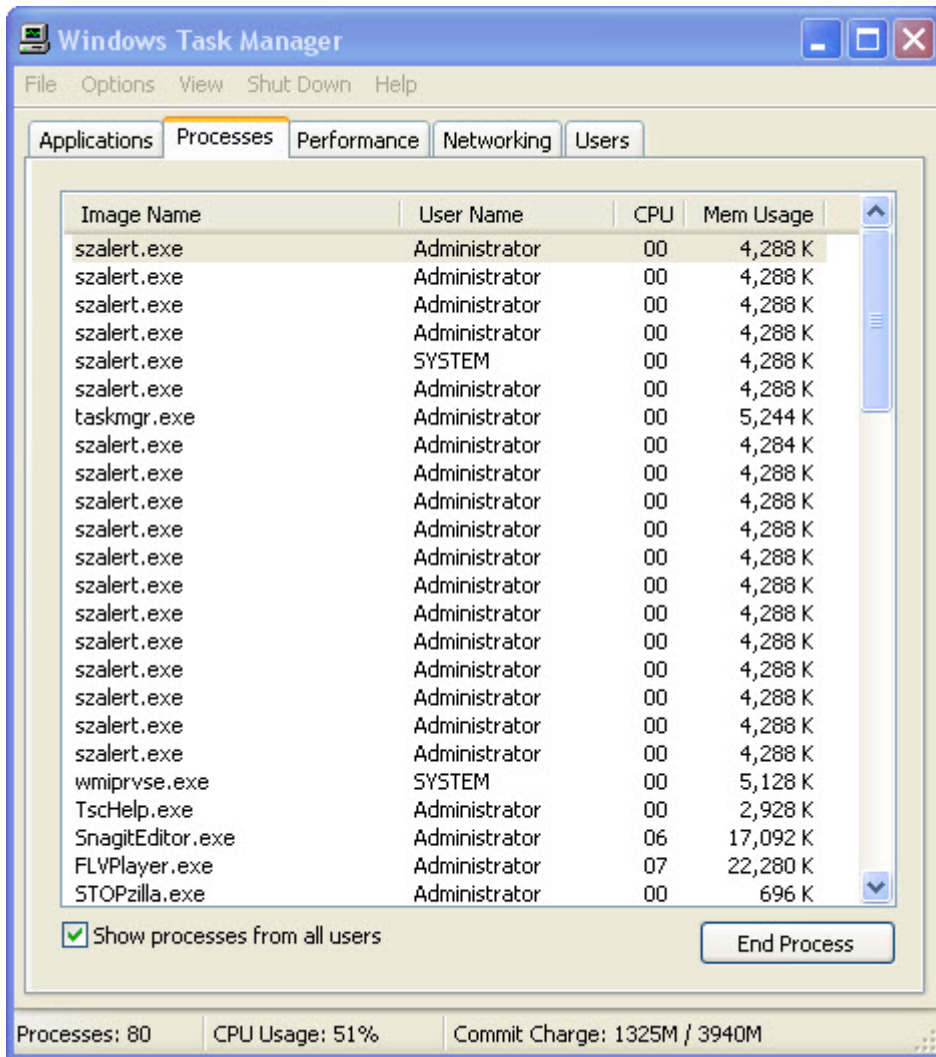 Windows Task Manager
File Options View Shut Down Help
Applications Processes Performance Networking Users
Image Name User Name CPU Mem Usage
szalert.exe Administrator 00 4,288 K
szalert.exe Administrator 00 4,288 K
szalert.exe Administrator 00 4,288 K
szalert.exe Administrator 00 4,288 K
szalert.exe SYSTEM 00 4,288 K
szalert.exe Administrator 00 4,288 K
taskmgr.exe Administrator 00 5,244 K
szalert.exe Administrator 00 4,284 K
szalert.exe Administrator 00 4,288 K
szalert.exe Administrator 00 4,288 K
szalert.exe Administrator 00 4,288 K
szalert.exe Administrator 00 4,288 K
szalert.exe Administrator 00 4,288 K
szalert.exe Administrator 00 4,288 K
szalert.exe Administrator 00 4,288 K
szalert.exe Administrator 00 4,288 K
szalert.exe Administrator 00 4,288 K
szalert.exe Administrator 00 4,288 K
szalert.exe Administrator 00 4,288 K
wmiprvse.exe SYSTEM 00 5,128 K
TscHelp.exe Administrator 00 2,928 K
SnagitEditor.exe Administrator 06 17,092 K
FLVPlayer.exe Administrator 07 22,280 K
STOPzilla.exe Administrator 00 696 K
Show processes from all users
End Process
Processes: 80 CPU Usage: 51% Commit Charge: 1325M / 3940M